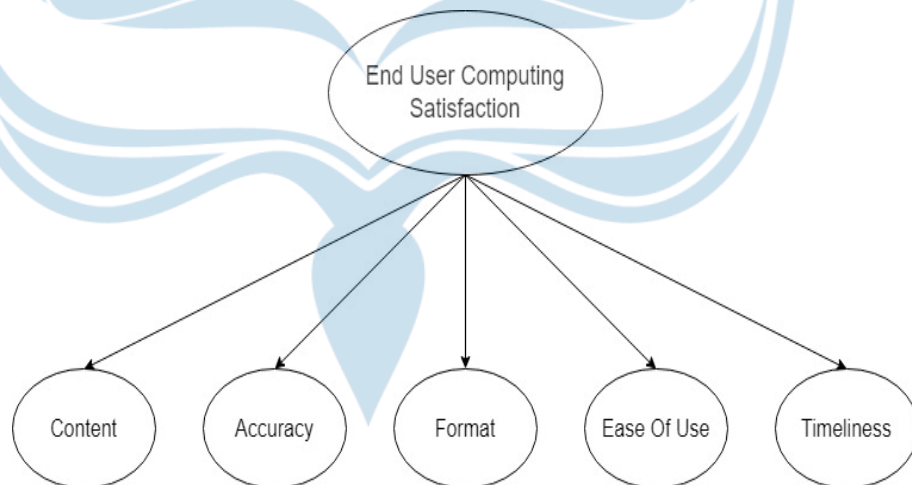 End User Computing
Satisfaction
Content
Accuracy
Format
Ease Of Use
Timeliness